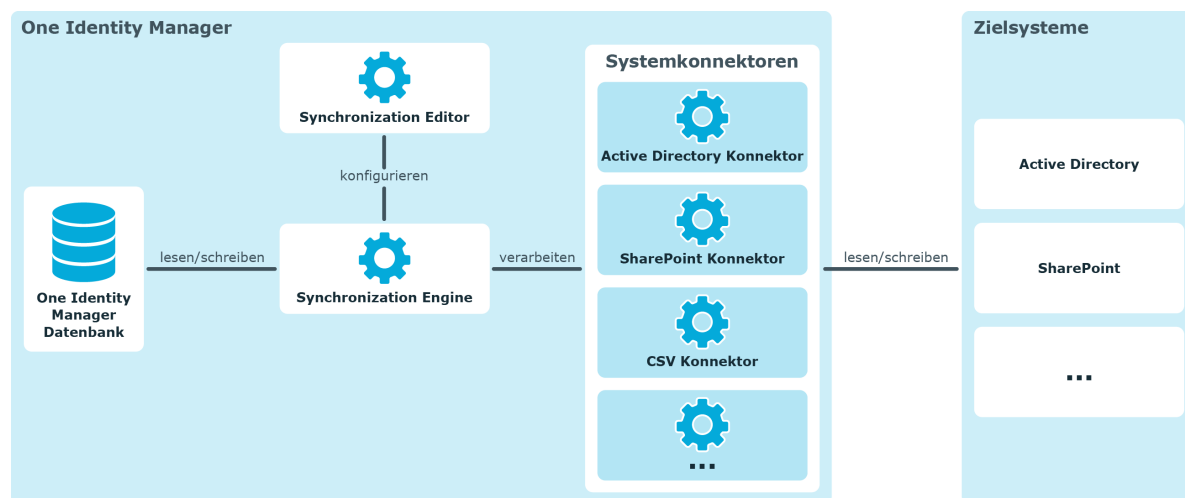 One Identity Manager
Synchronization Editor
konfigurieren
One Identity
Manager
Datenbank
lesen/schreiben
Synchronization Engine
verarbeiten
Systemkonnektoren
Active Directory Konnektor
SharePoint Konnektor
CSV Konnektor
...
lesen/schreiben
Zielsysteme
Active Directory
SharePoint
...